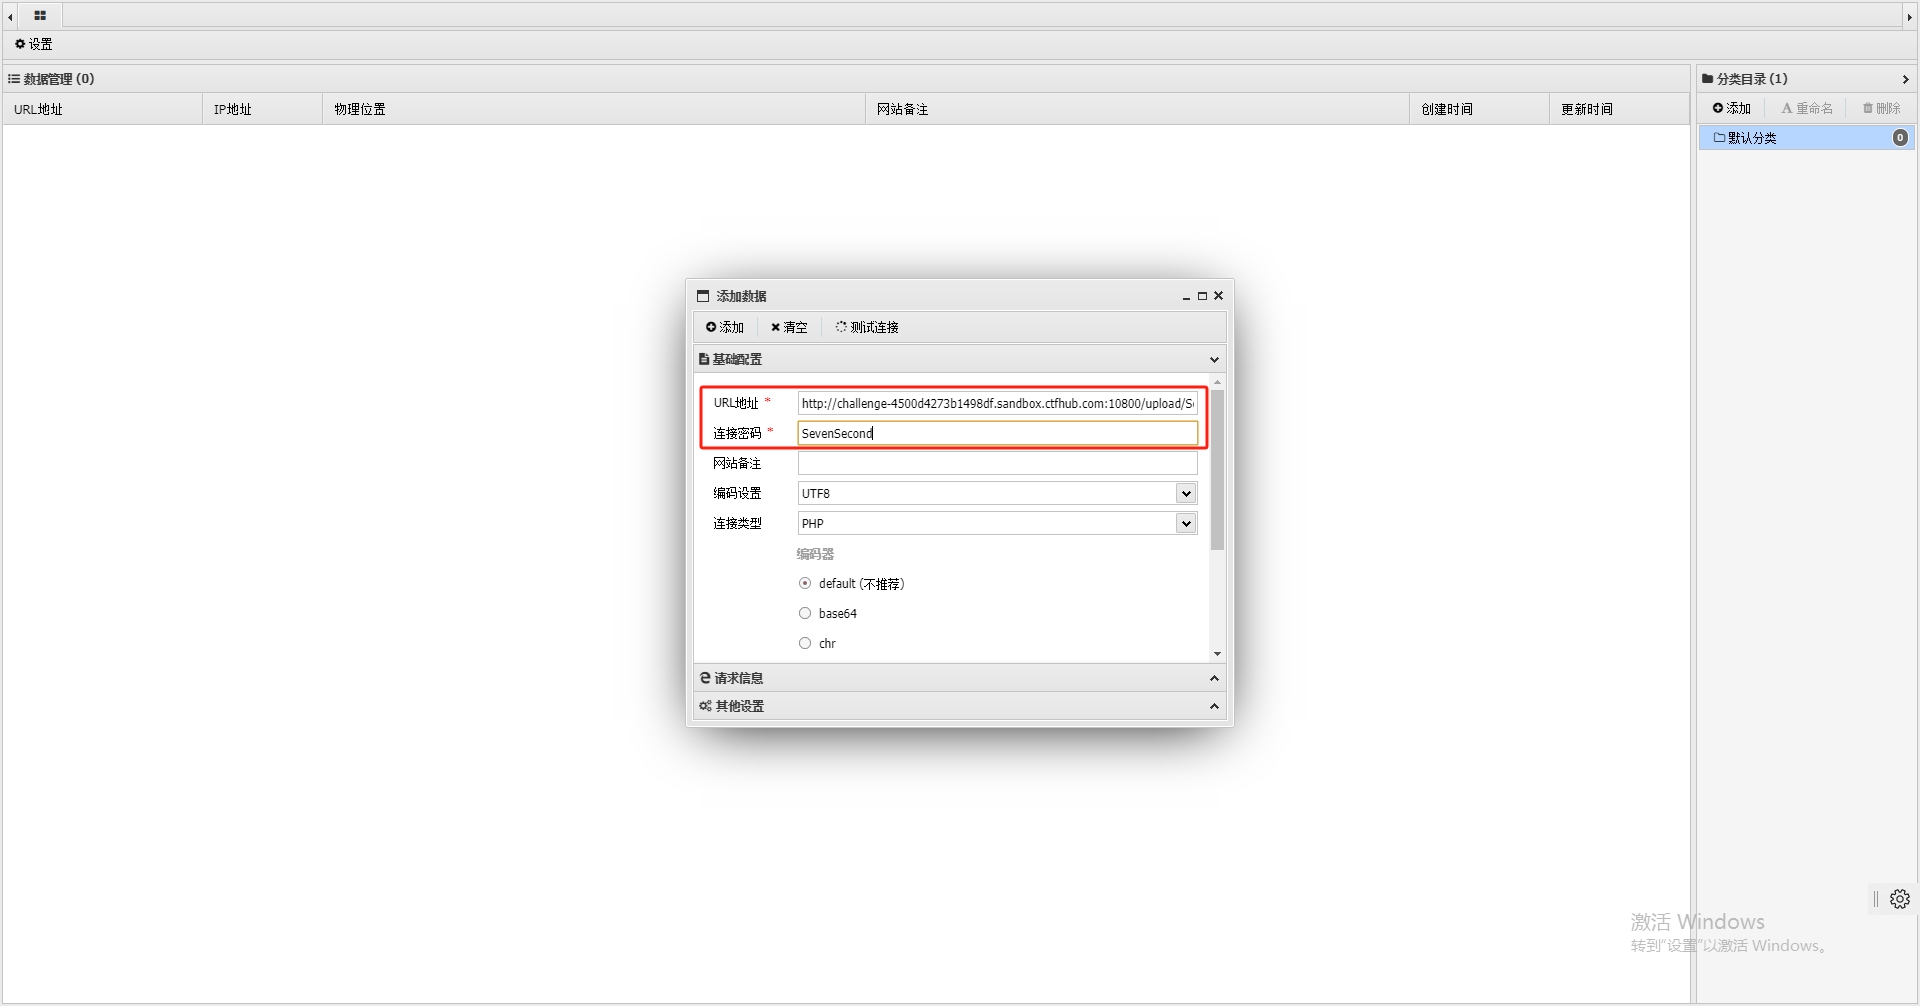 设置
数据管理 (0)
URL地址 IP地址 物理位置 网站备注 创建时间 更新时间
分类目录 (1)
添加 重命名 删除
默认分类 0
添加数据
添加 清空 测试连接
基础配置
URL地址 * http://challenge-4500d4273b1498df.sandbox.ctfhub.com:10800/upload/S
连接密码 * SevenSecond
网站备注
编码设置 UTF8
连接类型 PHP
编码器
default (不推荐)
base64
chr
请求信息
其他设置
激活 Windows
转到"设置"以激活 Windows。